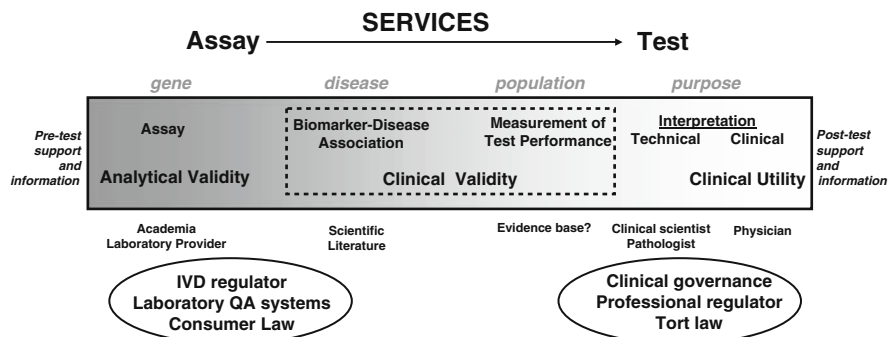 SERVICES
Assay Test
gene disease population purpose
Pre-test
support
and
information
Assay
Analytical Validity
Biomarker-Disease
Association
Measurement of
Test Performance
Clinical Validity
Interpretation
Technical Clinical
Clinical Utility
Post-test
support
and
information
Academia
Laboratory Provider
Scientific
Literature
Evidence base?
Clinical scientist
Pathologist
Physician
IVD regulator
Laboratory QA systems
Consumer Law
Clinical governance
Professional regulator
Tort law